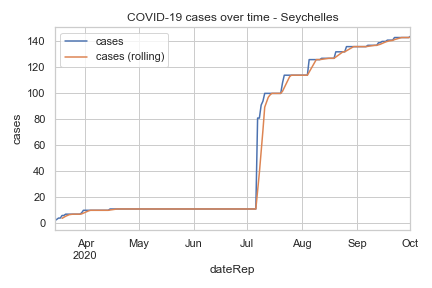 COVID-19 cases over time - Seychelles
cases
cases (rolling)
140
120
100
80
60
40
20
0
cases
Apr
2020
May
Jun
Jul
Aug
Sep
Oct
dateRep